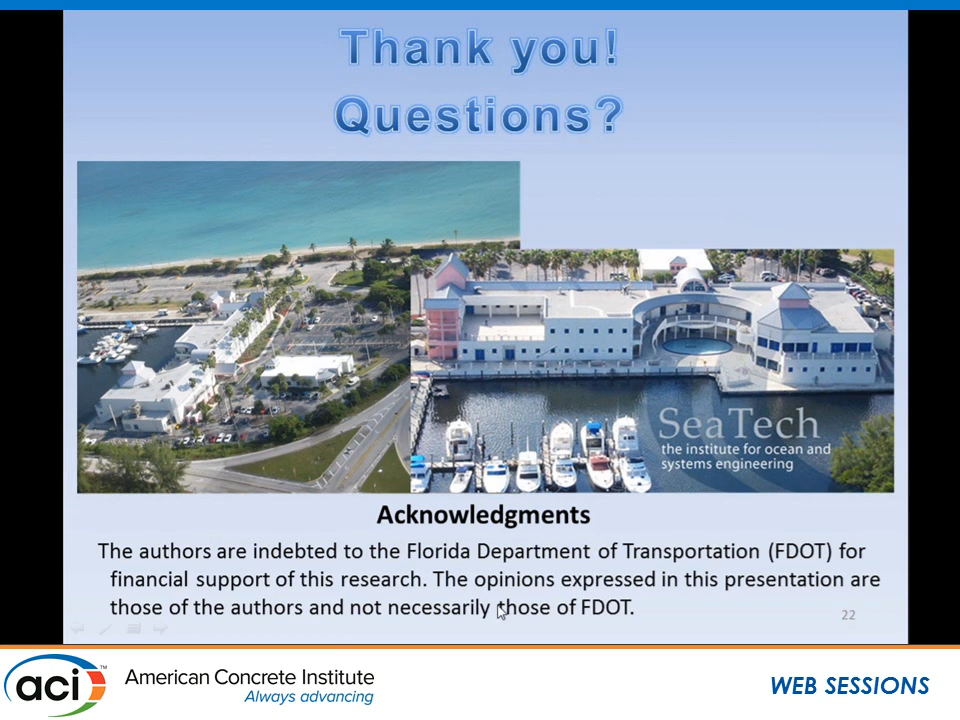 Thank you!
Questions?
SeaTech
the institute for ocean and
systems engineering
Acknowledgments
The authors are indebted to the Florida Department of Transportation (FDOT) for
financial support of this research. The opinions expressed in this presentation are
those of the authors and not necessarily those of FDOT.
22
aci™
American Concrete Institute
Always advancing
WEB SESSIONS